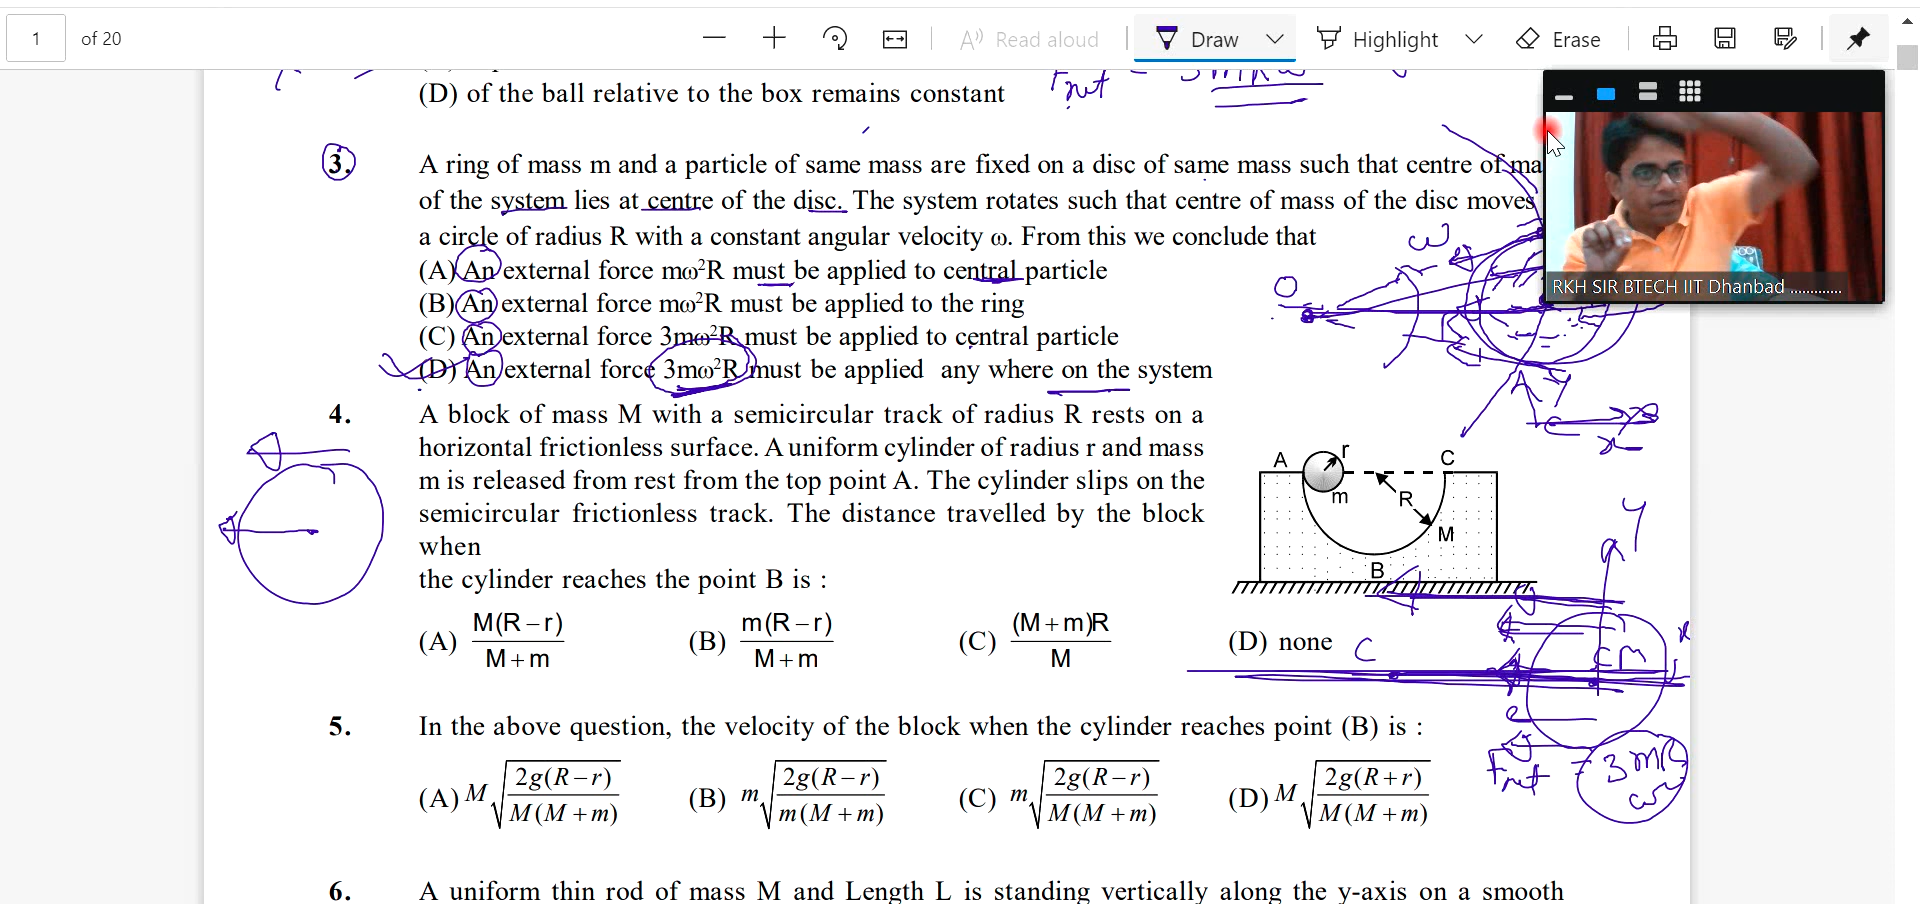 1 of 20 Read aloud Draw Highlight Erase
(D) of the ball relative to the box remains constant
Fnet =
3. A ring of mass m and a particle of same mass are fixed on a disc of same mass such that centre of ma
of the system lies at centre of the disc. The system rotates such that centre of mass of the disc moves
a circle of radius R with a constant angular velocity ω. From this we conclude that
(A) An external force mω²R must be applied to central particle
(B) An external force mω²R must be applied to the ring
(C) An external force 3mω²R must be applied to central particle
(D) An external force 3mω²R must be applied any where on the system
ω
O
RKH SIR BTECH IIT Dhanbad .............
4. A block of mass M with a semicircular track of radius R rests on a
horizontal frictionless surface. A uniform cylinder of radius r and mass
m is released from rest from the top point A. The cylinder slips on the
semicircular frictionless track. The distance travelled by the block
when
the cylinder reaches the point B is :
A r C
m R
M
B
y
(A) M(R – r) / M + m (B) m(R – r) / M + m (C) (M + m)R / M (D) none
C
cm
5. In the above question, the velocity of the block when the cylinder reaches point (B) is :
(A) M√(2g(R – r) / M(M + m)) (B) m√(2g(R – r) / m(M + m)) (C) m√(2g(R – r) / M(M + m)) (D) M√(2g(R + r) / M(M + m))
Fnet = 3mR
ω²
6. A uniform thin rod of mass M and Length L is standing vertically along the y-axis on a smooth